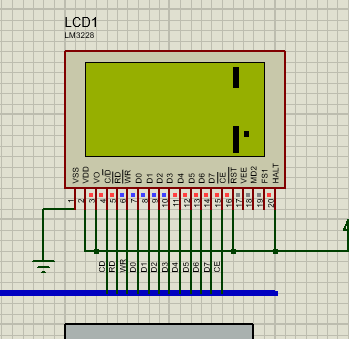 LCD1
LM3228
VSS VDD VO C/D RD WR D0 D1 D2 D3 D4 D5 D6 D7 CE RST VEE MD2 FS1 HALT
1 2 3 4 5 6 7 8 9 10 11 12 13 14 15 16 17 18 19 20
CD RD WR D0 D1 D2 D3 D4 D5 D6 D7 CE